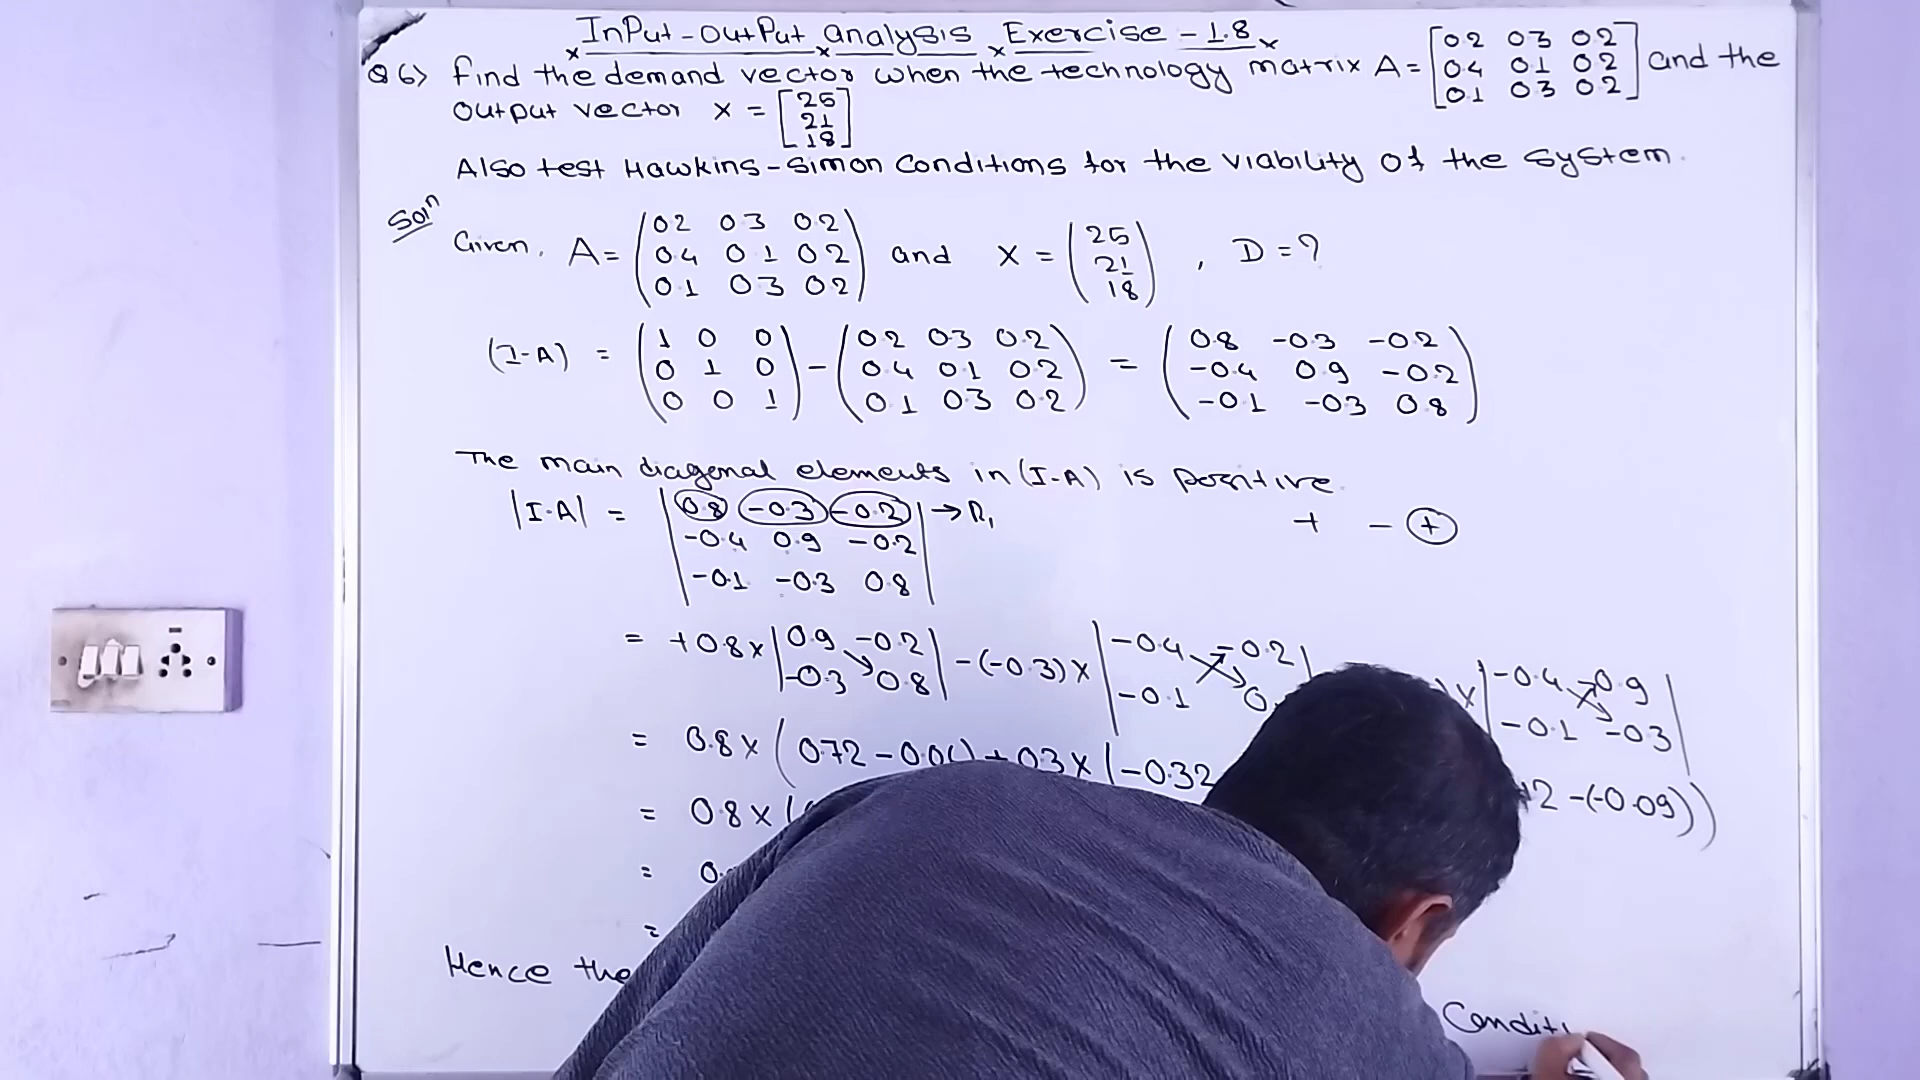 Input-Output analysis Exercise - 1.8
Q 6> Find the demand vector when the technology matrix A = [0.2 0.3 0.2
0.4 0.1 0.2
0.1 0.3 0.2] and the
output vector X = [25
21
18]
Also test Hawkins-Simon Conditions for the viability of the system.
Soln
Given, A = (0.2 0.3 0.2
0.4 0.1 0.2
0.1 0.3 0.2) and X = (25
21
18) , D = ?
(I-A) = (1 0 0
0 1 0
0 0 1) - (0.2 0.3 0.2
0.4 0.1 0.2
0.1 0.3 0.2) = (0.8 -0.3 -0.2
-0.4 0.9 -0.2
-0.1 -0.3 0.8)
The main diagonal elements in (I-A) is positive
|I-A| = |0.8 -0.3 -0.2| → R1 + - +
-0.4 0.9 -0.2
-0.1 -0.3 0.8|
= +0.8 x |0.9 -0.2
-0.3 0.8| -(-0.3) x |-0.4 -0.2
-0.1 x |-0.4 0.9
-0.1 -0.3|
= 0.8 x (0.72 - 0.06) + 0.3 x (-0.32 -(-0.09))
= 0.8 x (
=
=
Hence the Conditi